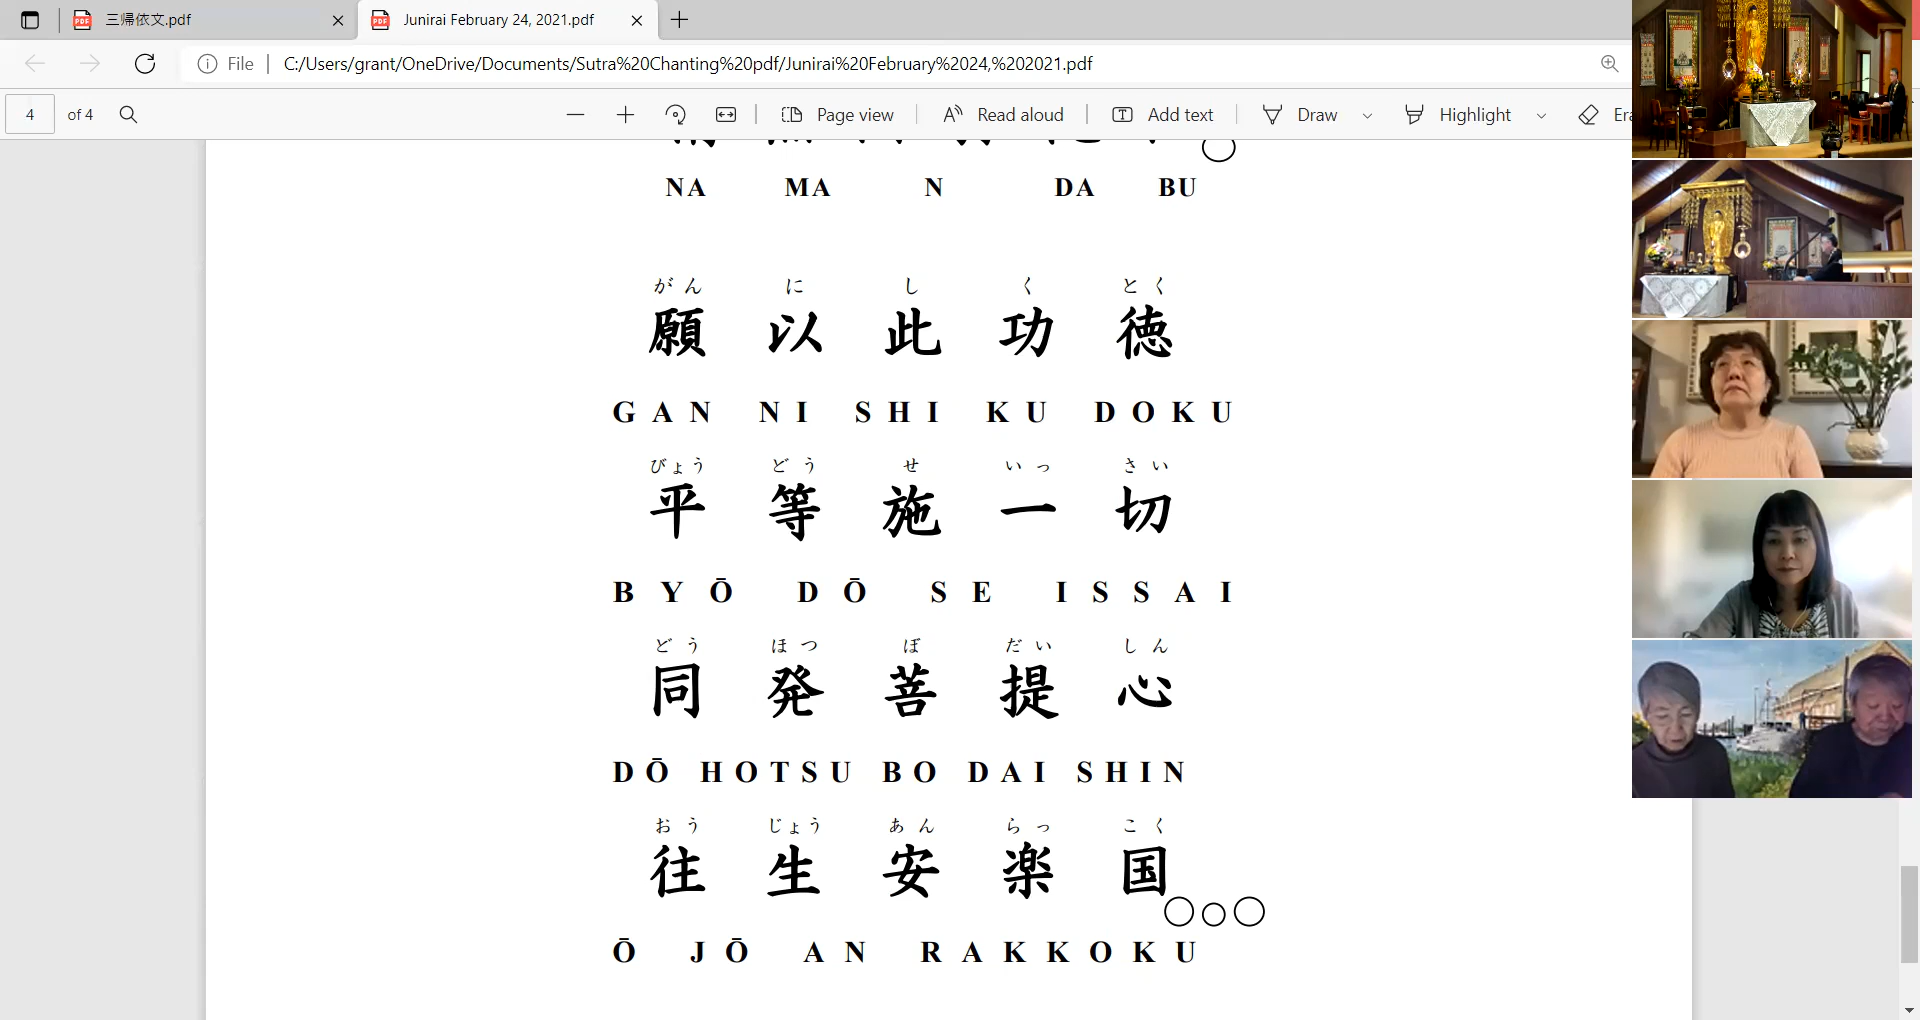 三帰依文.pdf
Junirai February 24, 2021.pdf
File
C:/Users/grant/OneDrive/Documents/Sutra%20Chanting%20pdf/Junirai%20February%2024,%202021.pdf
4 of 4
Page view
Read aloud
Add text
Draw
Highlight
NA MA N DA BU
がん に し く とく
願 以 此 功 徳
GAN NI SHI KU DOKU
びょう どう せ いっ さい
平 等 施 一 切
BYŌ DŌ SE ISSAI
どう ほつ ぼ だい しん
同 発 菩 提 心
DŌ HOTSU BO DAI SHIN
おう じょう あん らっ こく
往 生 安 楽 国
Ō JŌ AN RAKKOKU